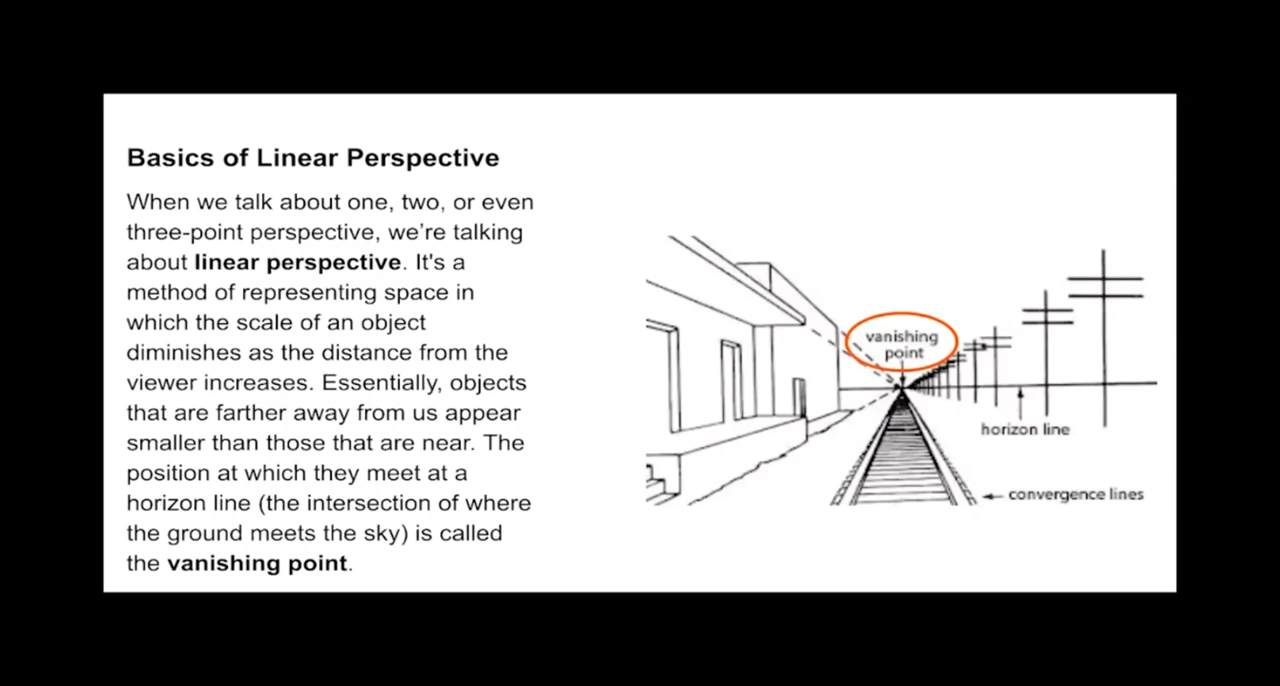 Basics of Linear Perspective
When we talk about one, two, or even
three-point perspective, we’re talking
about linear perspective. It's a
method of representing space in
which the scale of an object
diminishes as the distance from the
viewer increases. Essentially, objects
that are farther away from us appear
smaller than those that are near. The
position at which they meet at a
horizon line (the intersection of where
the ground meets the sky) is called
the vanishing point.
vanishing
point
horizon line
convergence lines